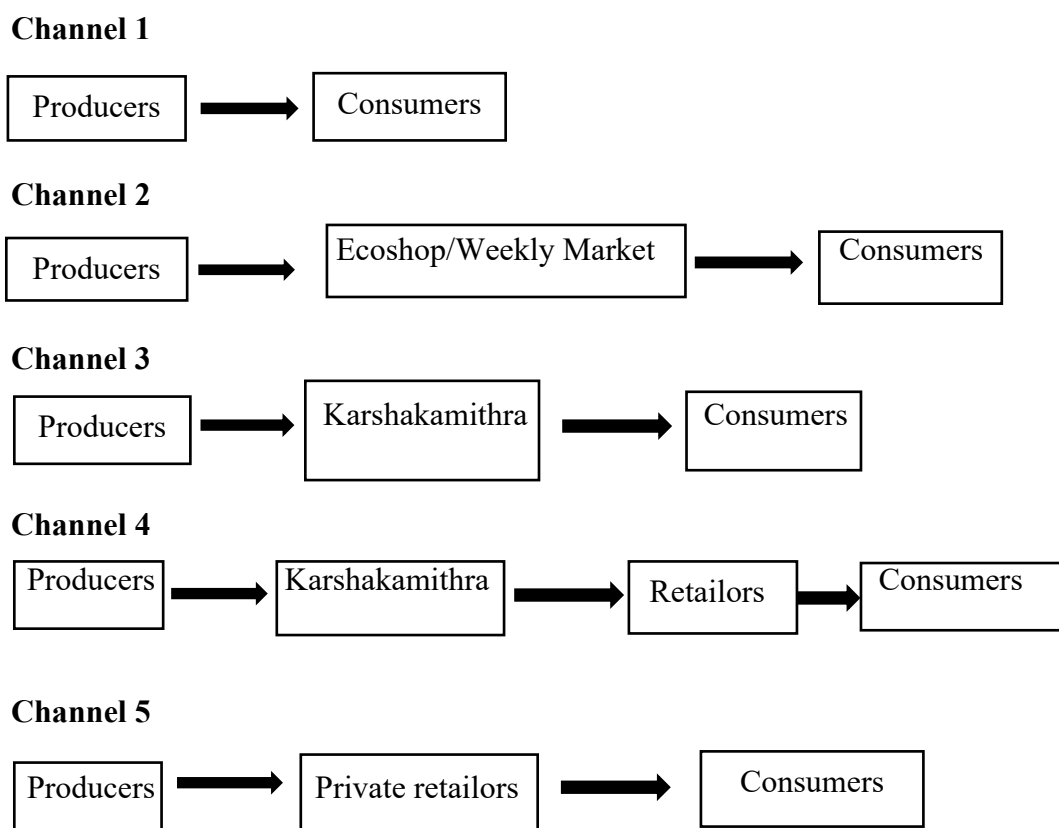 Channel 1
Producers Consumers
Channel 2
Producers Ecoshop/Weekly Market Consumers
Channel 3
Producers Karshakamithra Consumers
Channel 4
Producers Karshakamithra Retailors Consumers
Channel 5
Producers Private retailors Consumers